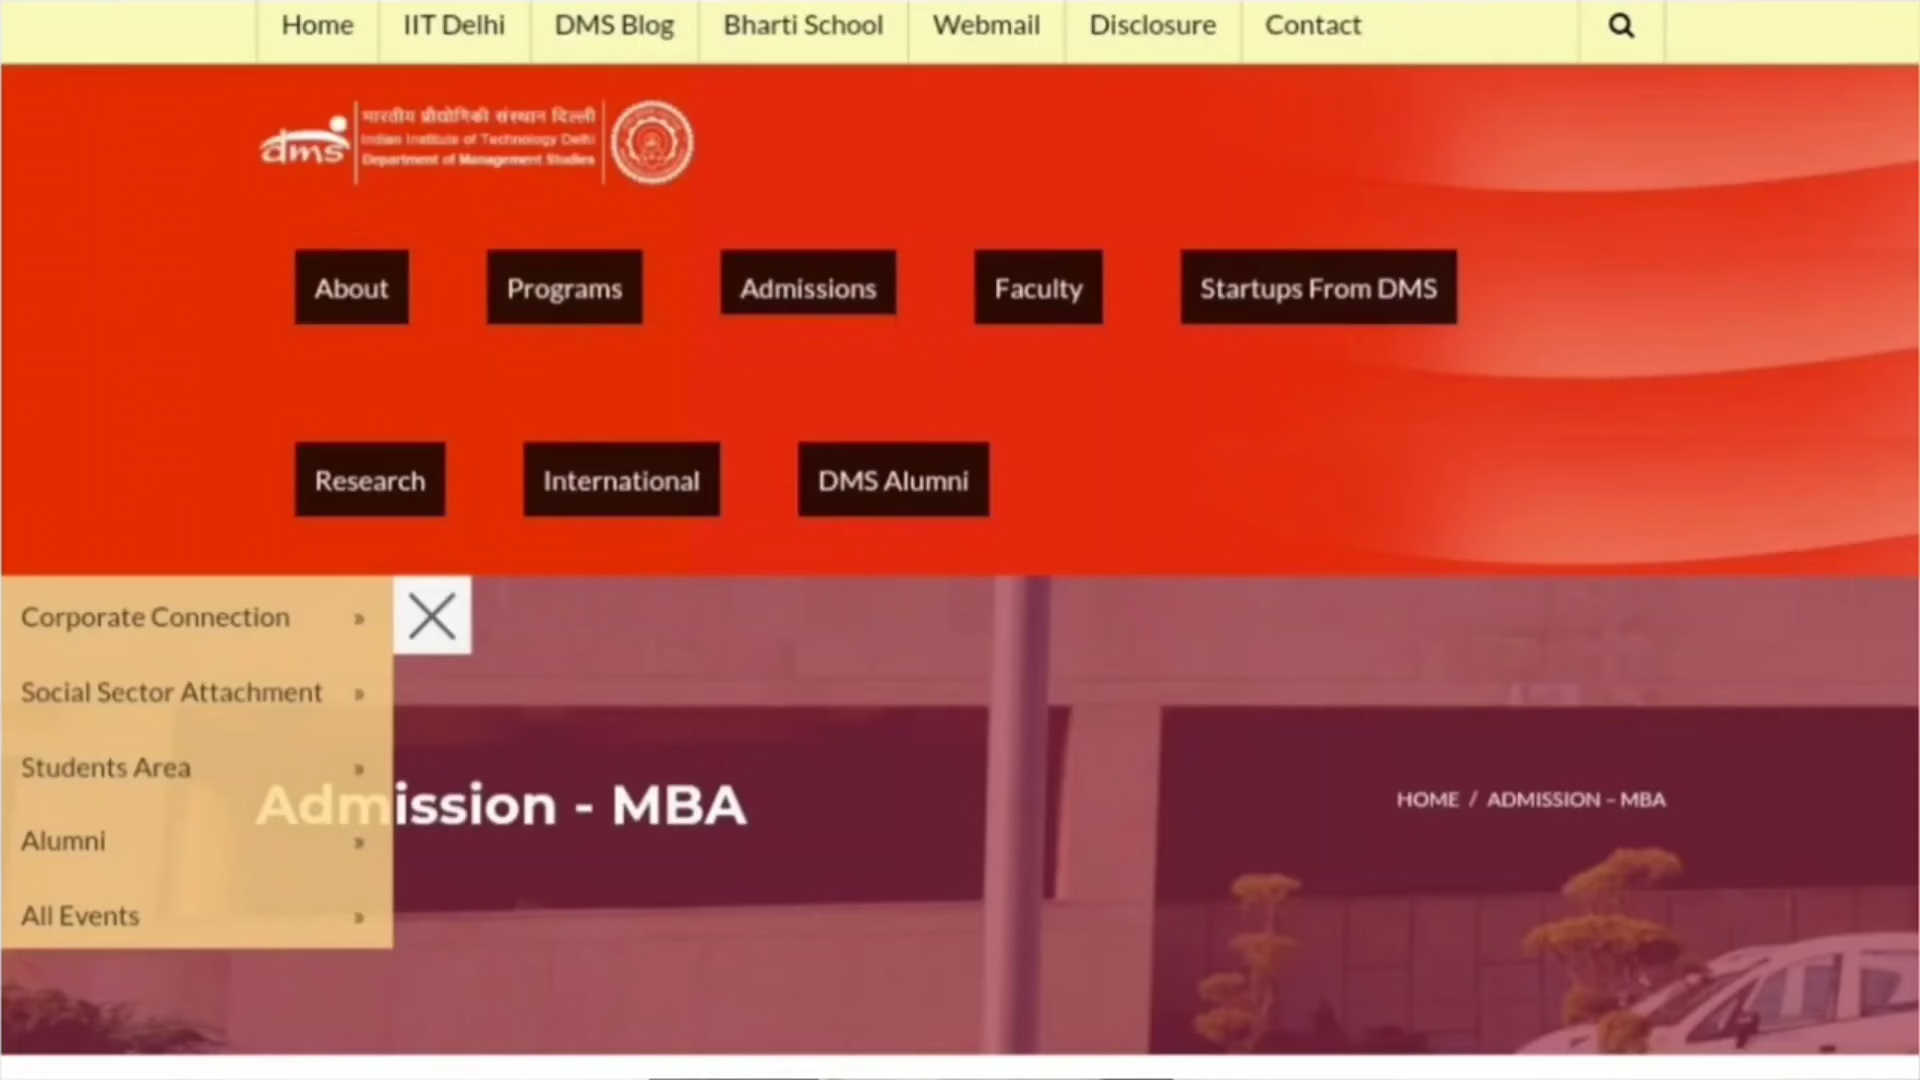 Home
IIT Delhi
DMS Blog
Bharti School
Webmail
Disclosure
Contact
dms
भारतीय प्रौद्योगिकी संस्थान दिल्ली
Indian Institute of Technology Delhi
Department of Management Studies
About
Programs
Admissions
Faculty
Startups From DMS
Research
International
DMS Alumni
Corporate Connection »
Social Sector Attachment »
Students Area »
Alumni »
All Events »
Admission - MBA
HOME / ADMISSION – MBA